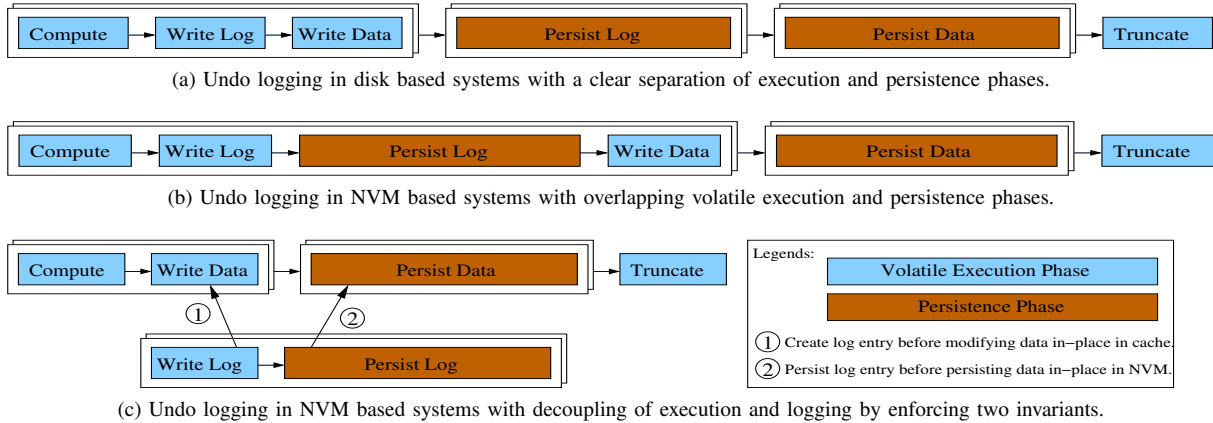 Compute Write Log Write Data Persist Log Persist Data Truncate
(a) Undo logging in disk based systems with a clear separation of execution and persistence phases.
Compute Write Log Persist Log Write Data Persist Data Truncate
(b) Undo logging in NVM based systems with overlapping volatile execution and persistence phases.
Compute Write Data Persist Data Truncate
1 2
Write Log Persist Log
Legends:
Volatile Execution Phase
Persistence Phase
1 Create log entry before modifying data in-place in cache.
2 Persist log entry before persisting data in-place in NVM.
(c) Undo logging in NVM based systems with decoupling of execution and logging by enforcing two invariants.